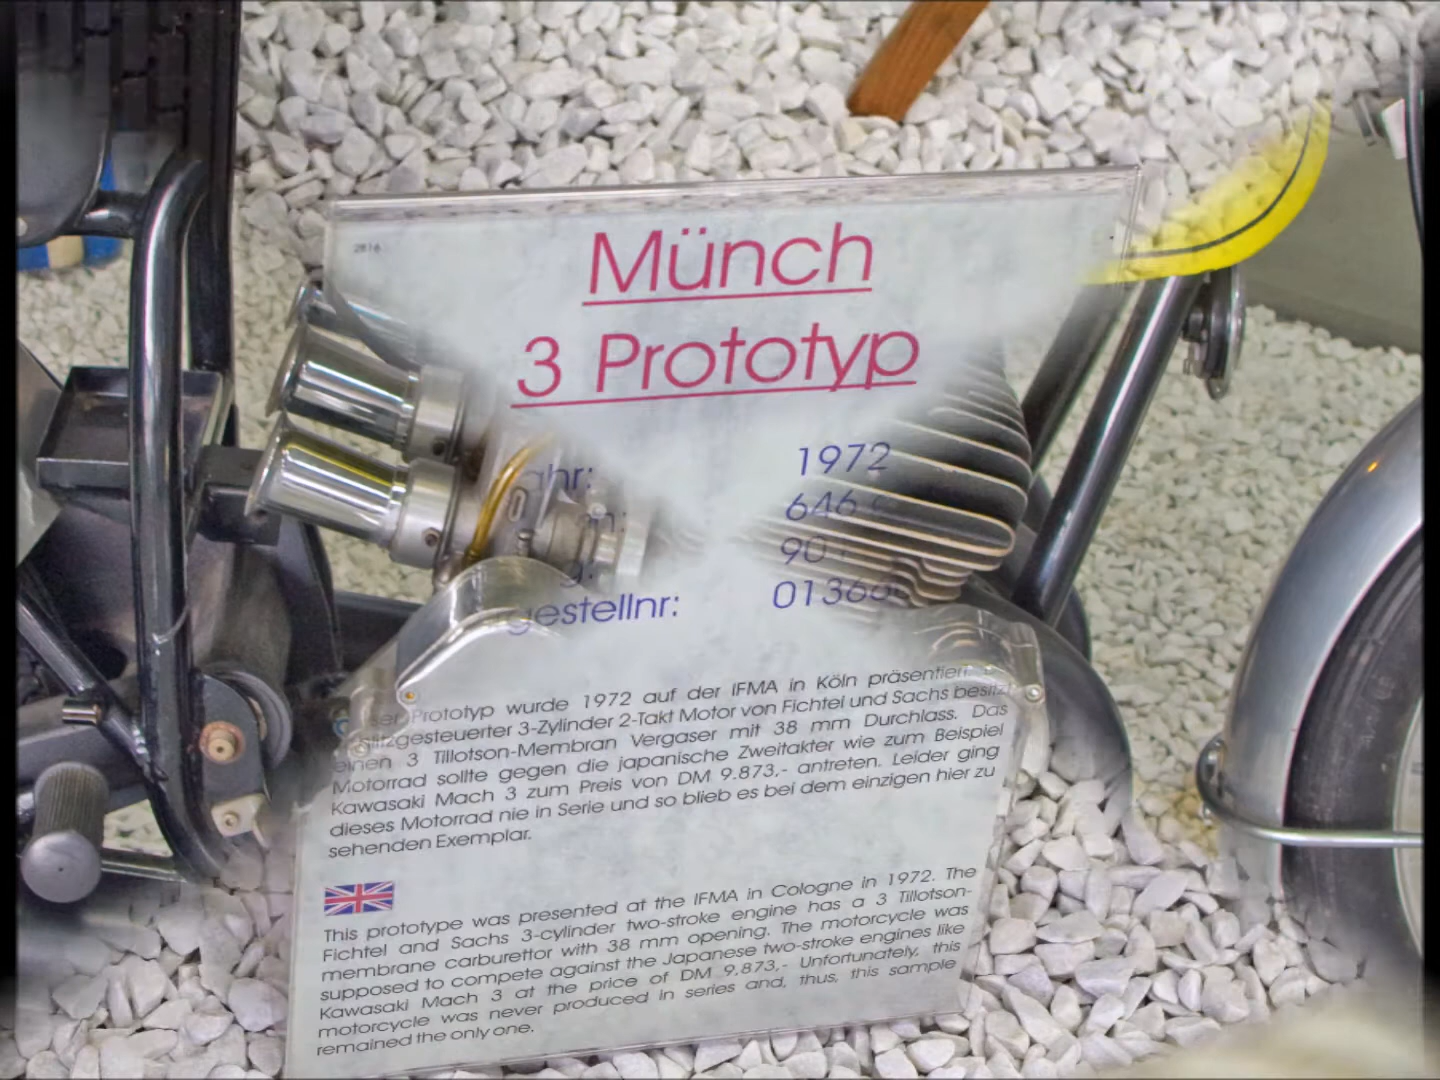 2816
Münch
3 Prototyp
1972
646
90
gestellnr: 01366
Prototyp wurde 1972 auf der IFMA in Köln präsentiert
3-Zylinder 2-Takt Motor von Fichtel und Sachs besitzt
einen 3 Tillotson-Membran Vergaser mit 38 mm Durchlass. Das
Motorrad sollte gegen die japanische Zweitakter wie zum Beispiel
Kawasaki Mach 3 zum Preis von DM 9.873,- antreten. Leider ging
dieses Motorrad nie in Serie und so blieb es bei dem einzigen hier zu
sehenden Exemplar.
This prototype was presented at the IFMA in Cologne in 1972. The
Fichtel and Sachs 3-cylinder two-stroke engine has a 3 Tillotson-
membrane carburettor with 38 mm opening. The motorcycle was
supposed to compete against the Japanese two-stroke engines like
Kawasaki Mach 3 at the price of DM 9.873,- Unfortunately, this
motorcycle was never produced in series and, thus, this sample
remained the only one.